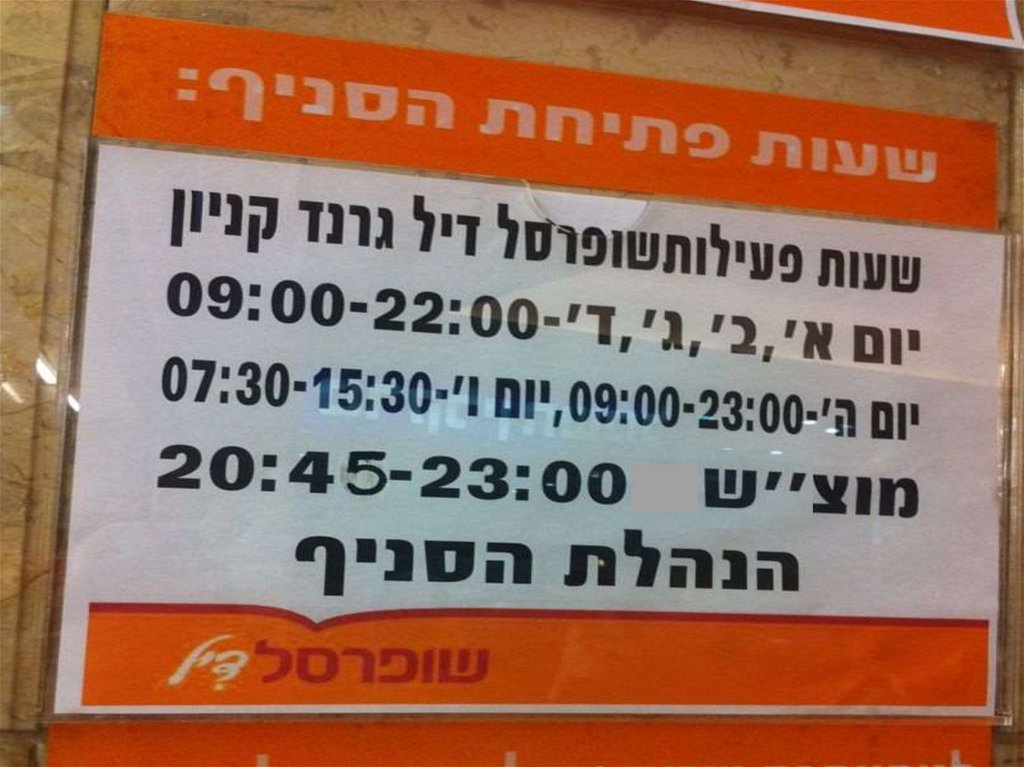 שעות פתיחת הסניף:
שעות פעילותשופרסל דיל גרנד קניון
יום א',ב',ג',ד'-09:00-22:00
יום ה'-09:00-23:00,יום ו'-07:30-15:30
מוצ''ש 20:45-23:00
הנהלת הסניף
שופרסל דיל